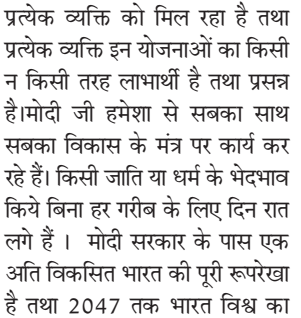 प्रत्येक व्यक्ति को मिल रहा है तथा
प्रत्येक व्यक्ति इन योजनाओं का किसी
न किसी तरह लाभार्थी है तथा प्रसन्न
है।मोदी जी हमेशा से सबका साथ
सबका विकास के मंत्र पर कार्य कर
रहे हैं। किसी जाति या धर्म के भेदभाव
किये बिना हर गरीब के लिए दिन रात
लगे हैं । मोदी सरकार के पास एक
अति विकसित भारत की पूरी रूपरेखा
है तथा 2047 तक भारत विश्व का